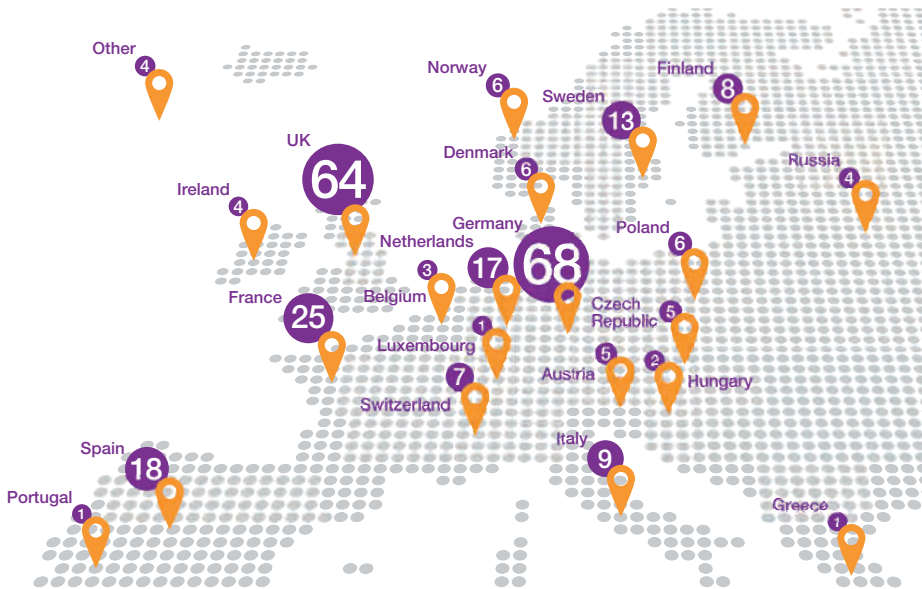 Other
4
Norway
6
Finland
8
Sweden
13
UK
64
Denmark
6
Russia
4
Ireland
4
Germany
68
Netherlands
17
Poland
6
Belgium
3
France
25
Czech
Republic
5
Luxembourg
1
Austria
5
2
Hungary
Switzerland
7
Italy
9
Spain
18
Portugal
1
Greece
1